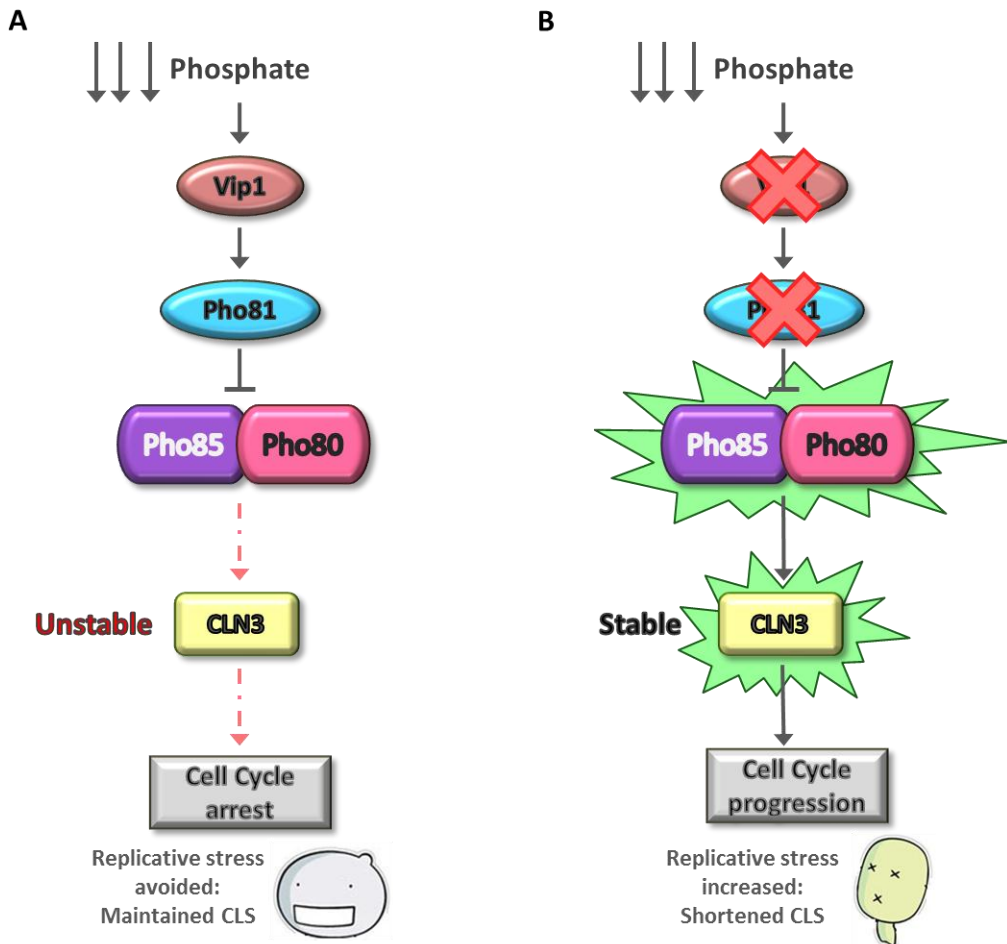 A
Phosphate
Vip1
Pho81
Pho85
Pho80
Unstable
CLN3
Cell Cycle
arrest
Replicative stress
avoided:
Maintained CLS
B
Phosphate
Pho85
Pho80
Stable
CLN3
Cell Cycle
progression
Replicative stress
increased:
Shortened CLS